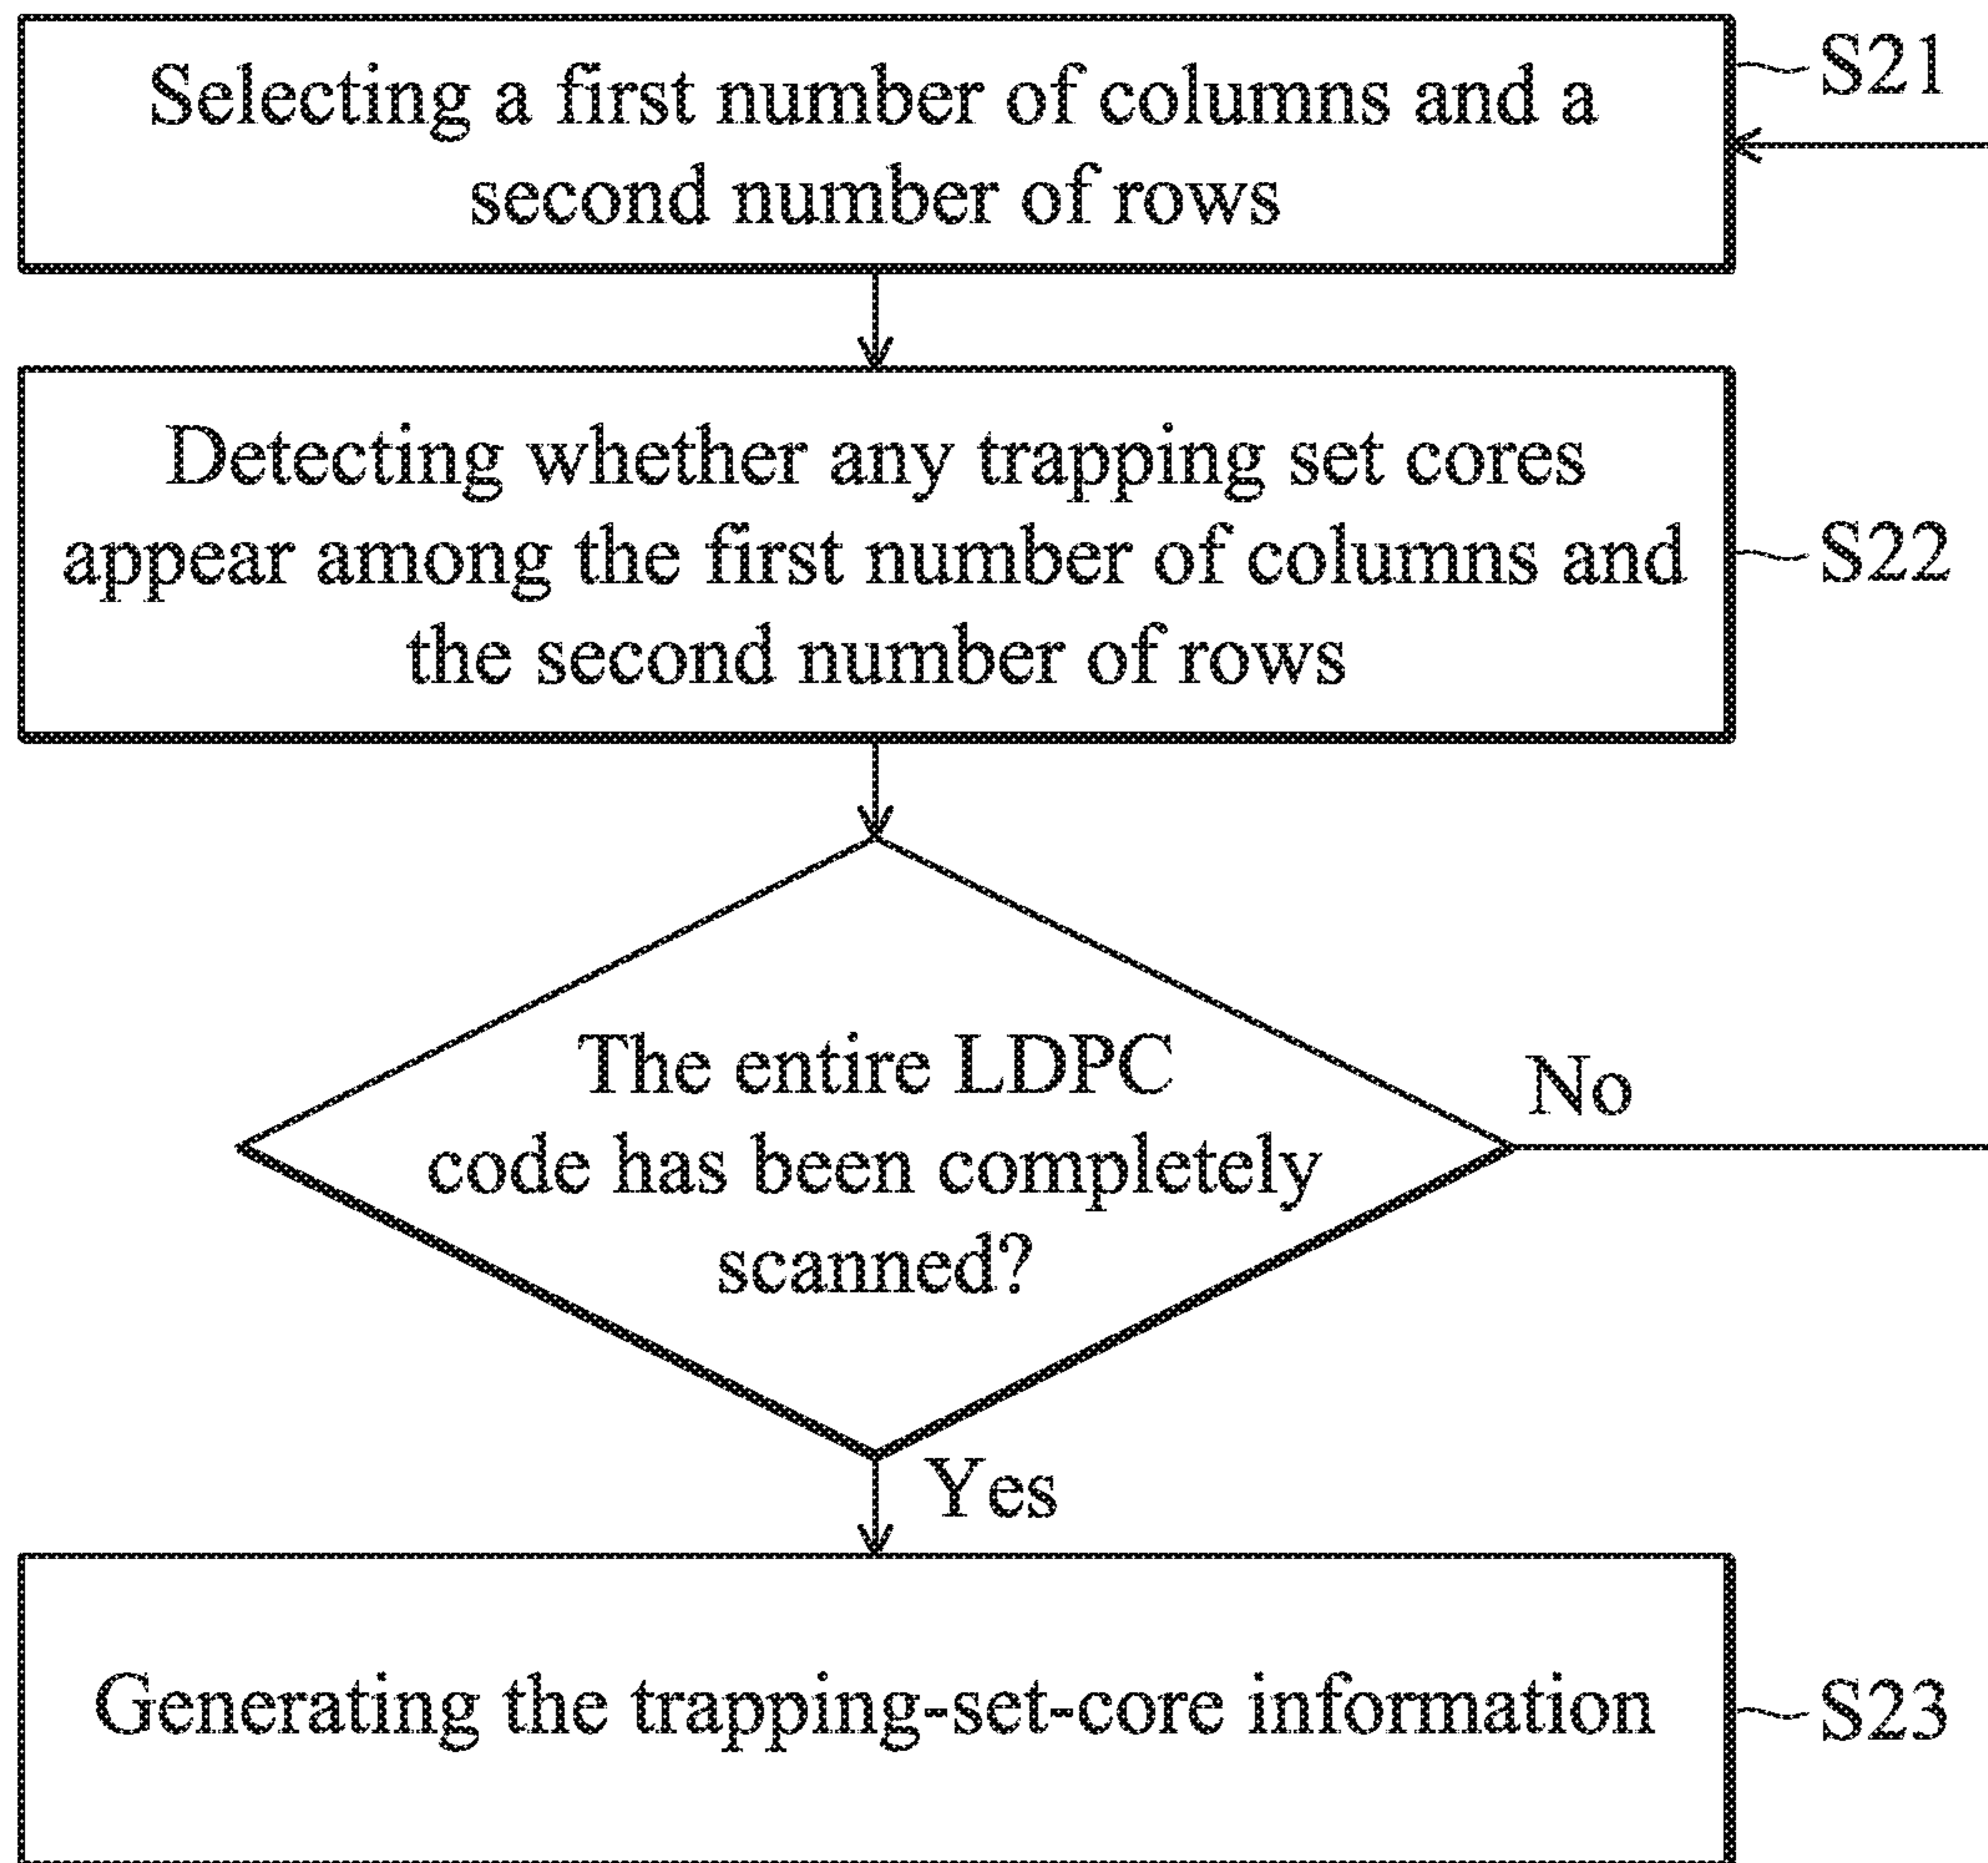 Selecting a first number of columns and a
second number of rows
S21
Detecting whether any trapping set cores
appear among the first number of columns and
the second number of rows
S22
The entire LDPC
code has been completely
scanned?
No
Yes
Generating the trapping-set-core information
S23